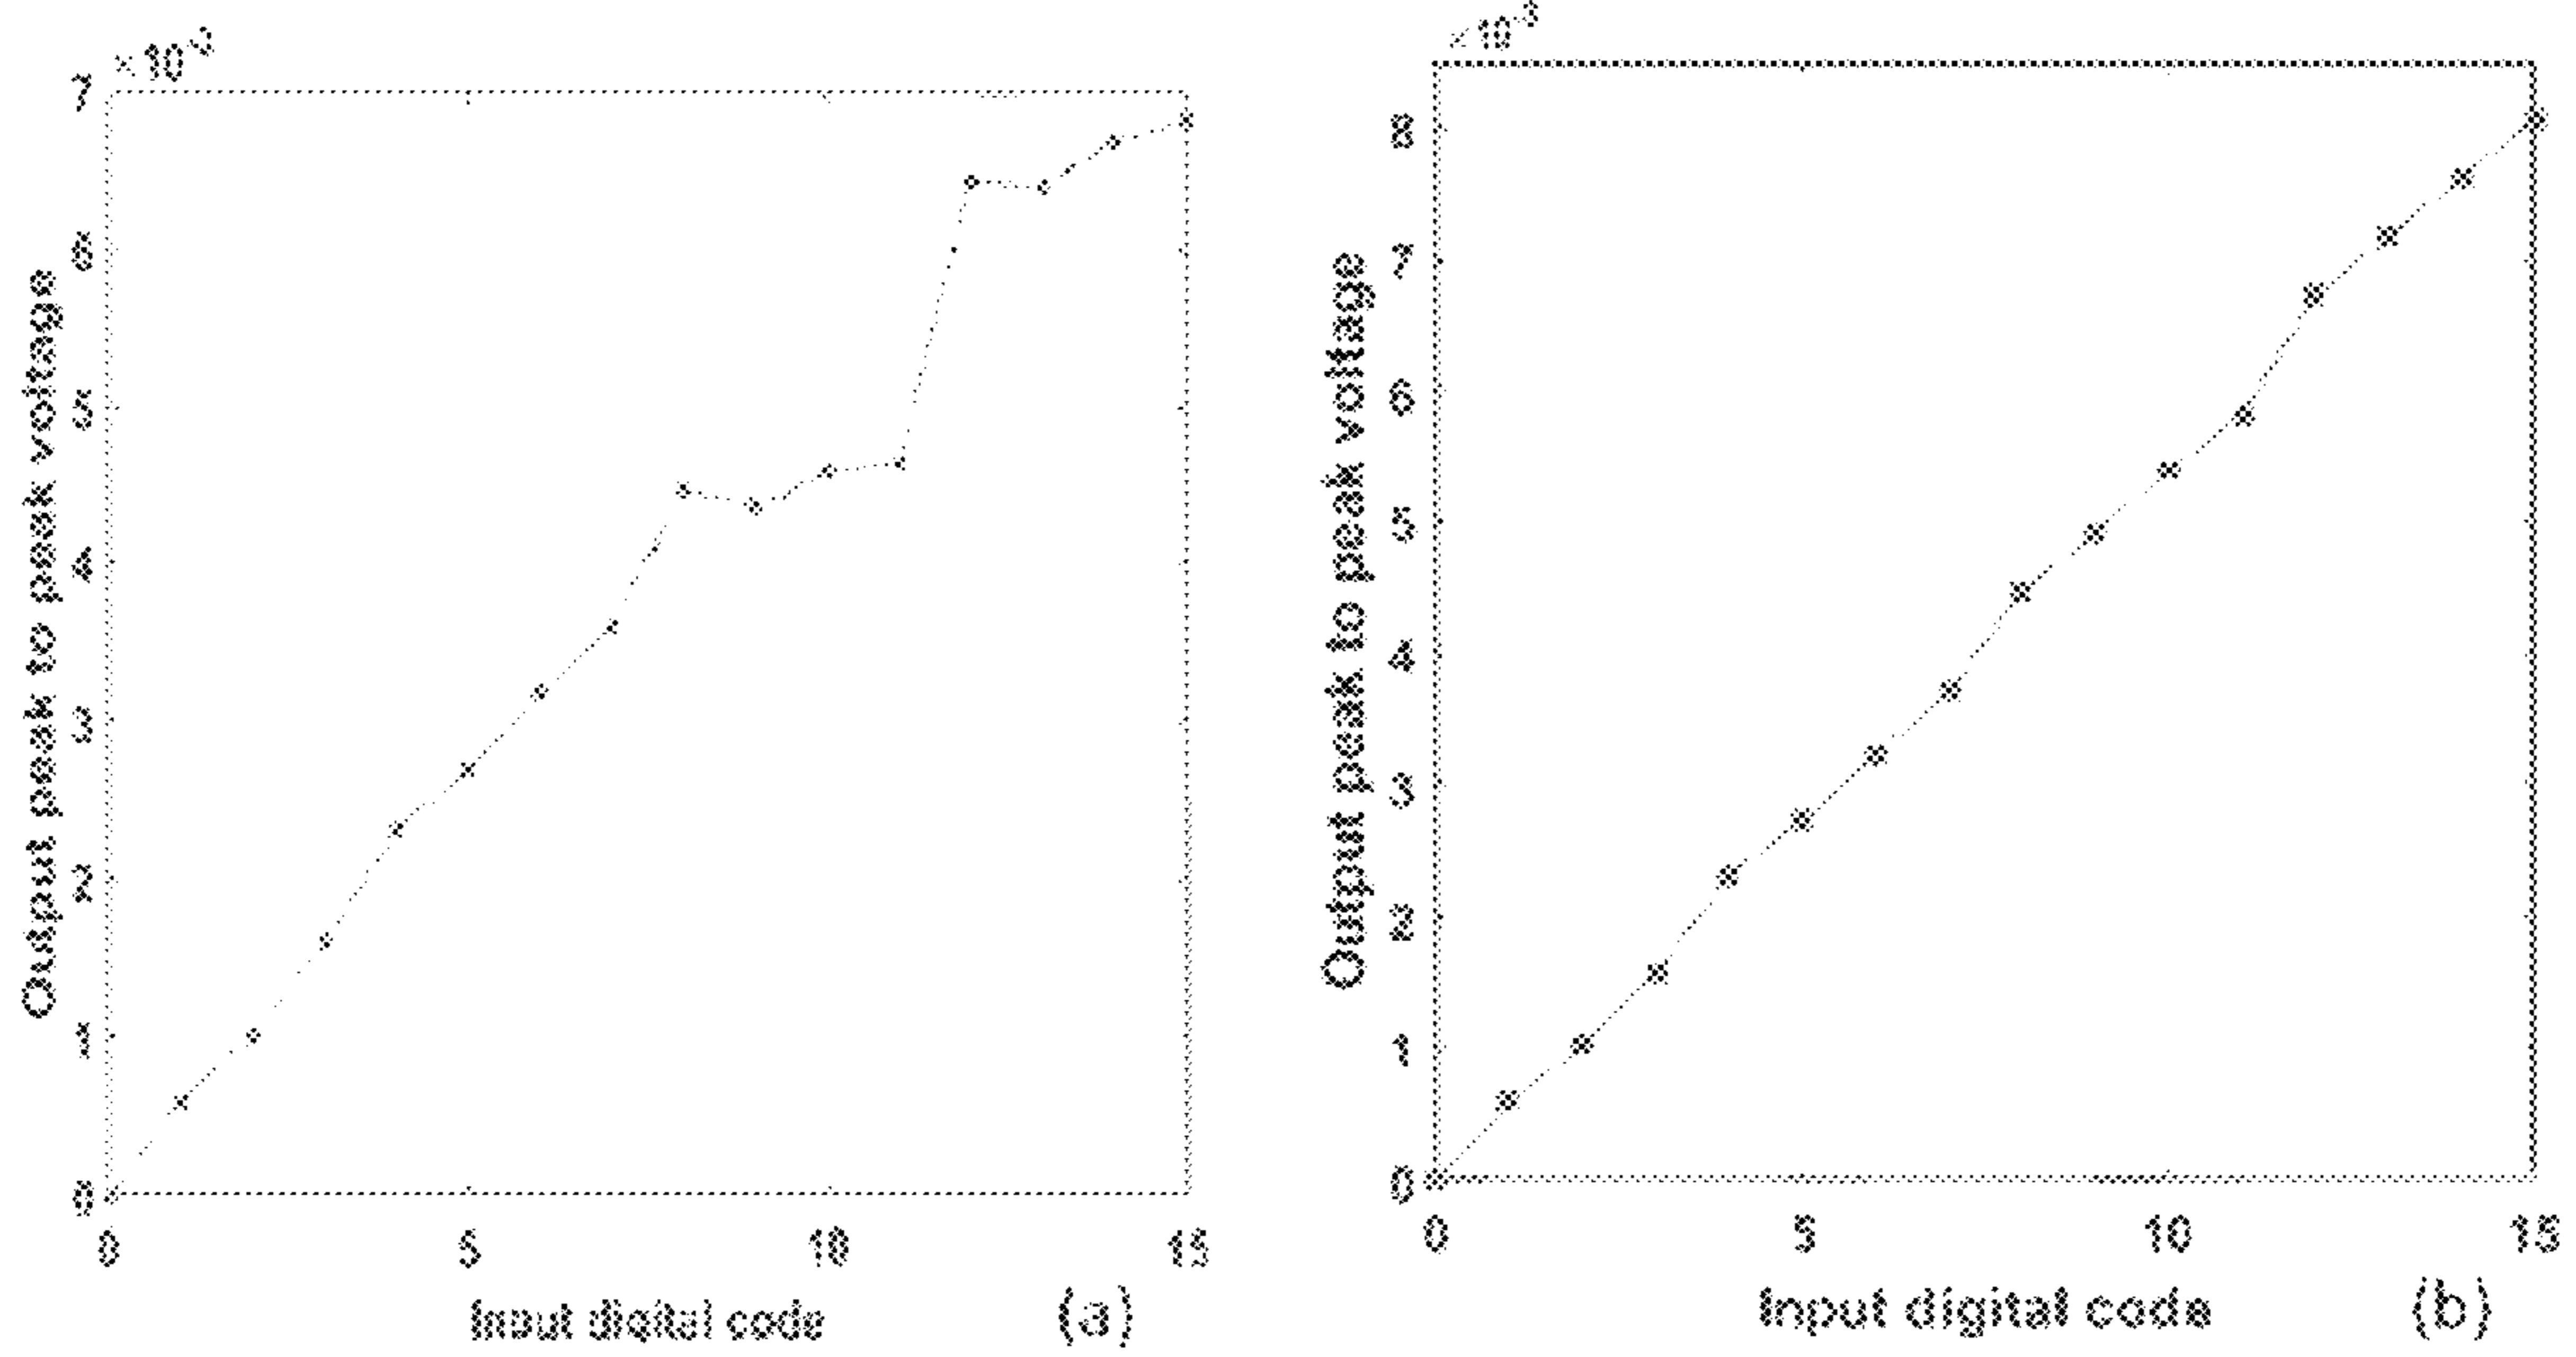 ×10⁻³
7
6
5
4
3
2
1
0
Output peak to peak voltage
0 5 10 15
Input digital code
(a)
×10⁻³
8
7
6
5
4
3
2
1
0
Output peak to peak voltage
0 5 10 15
Input digital code
(b)